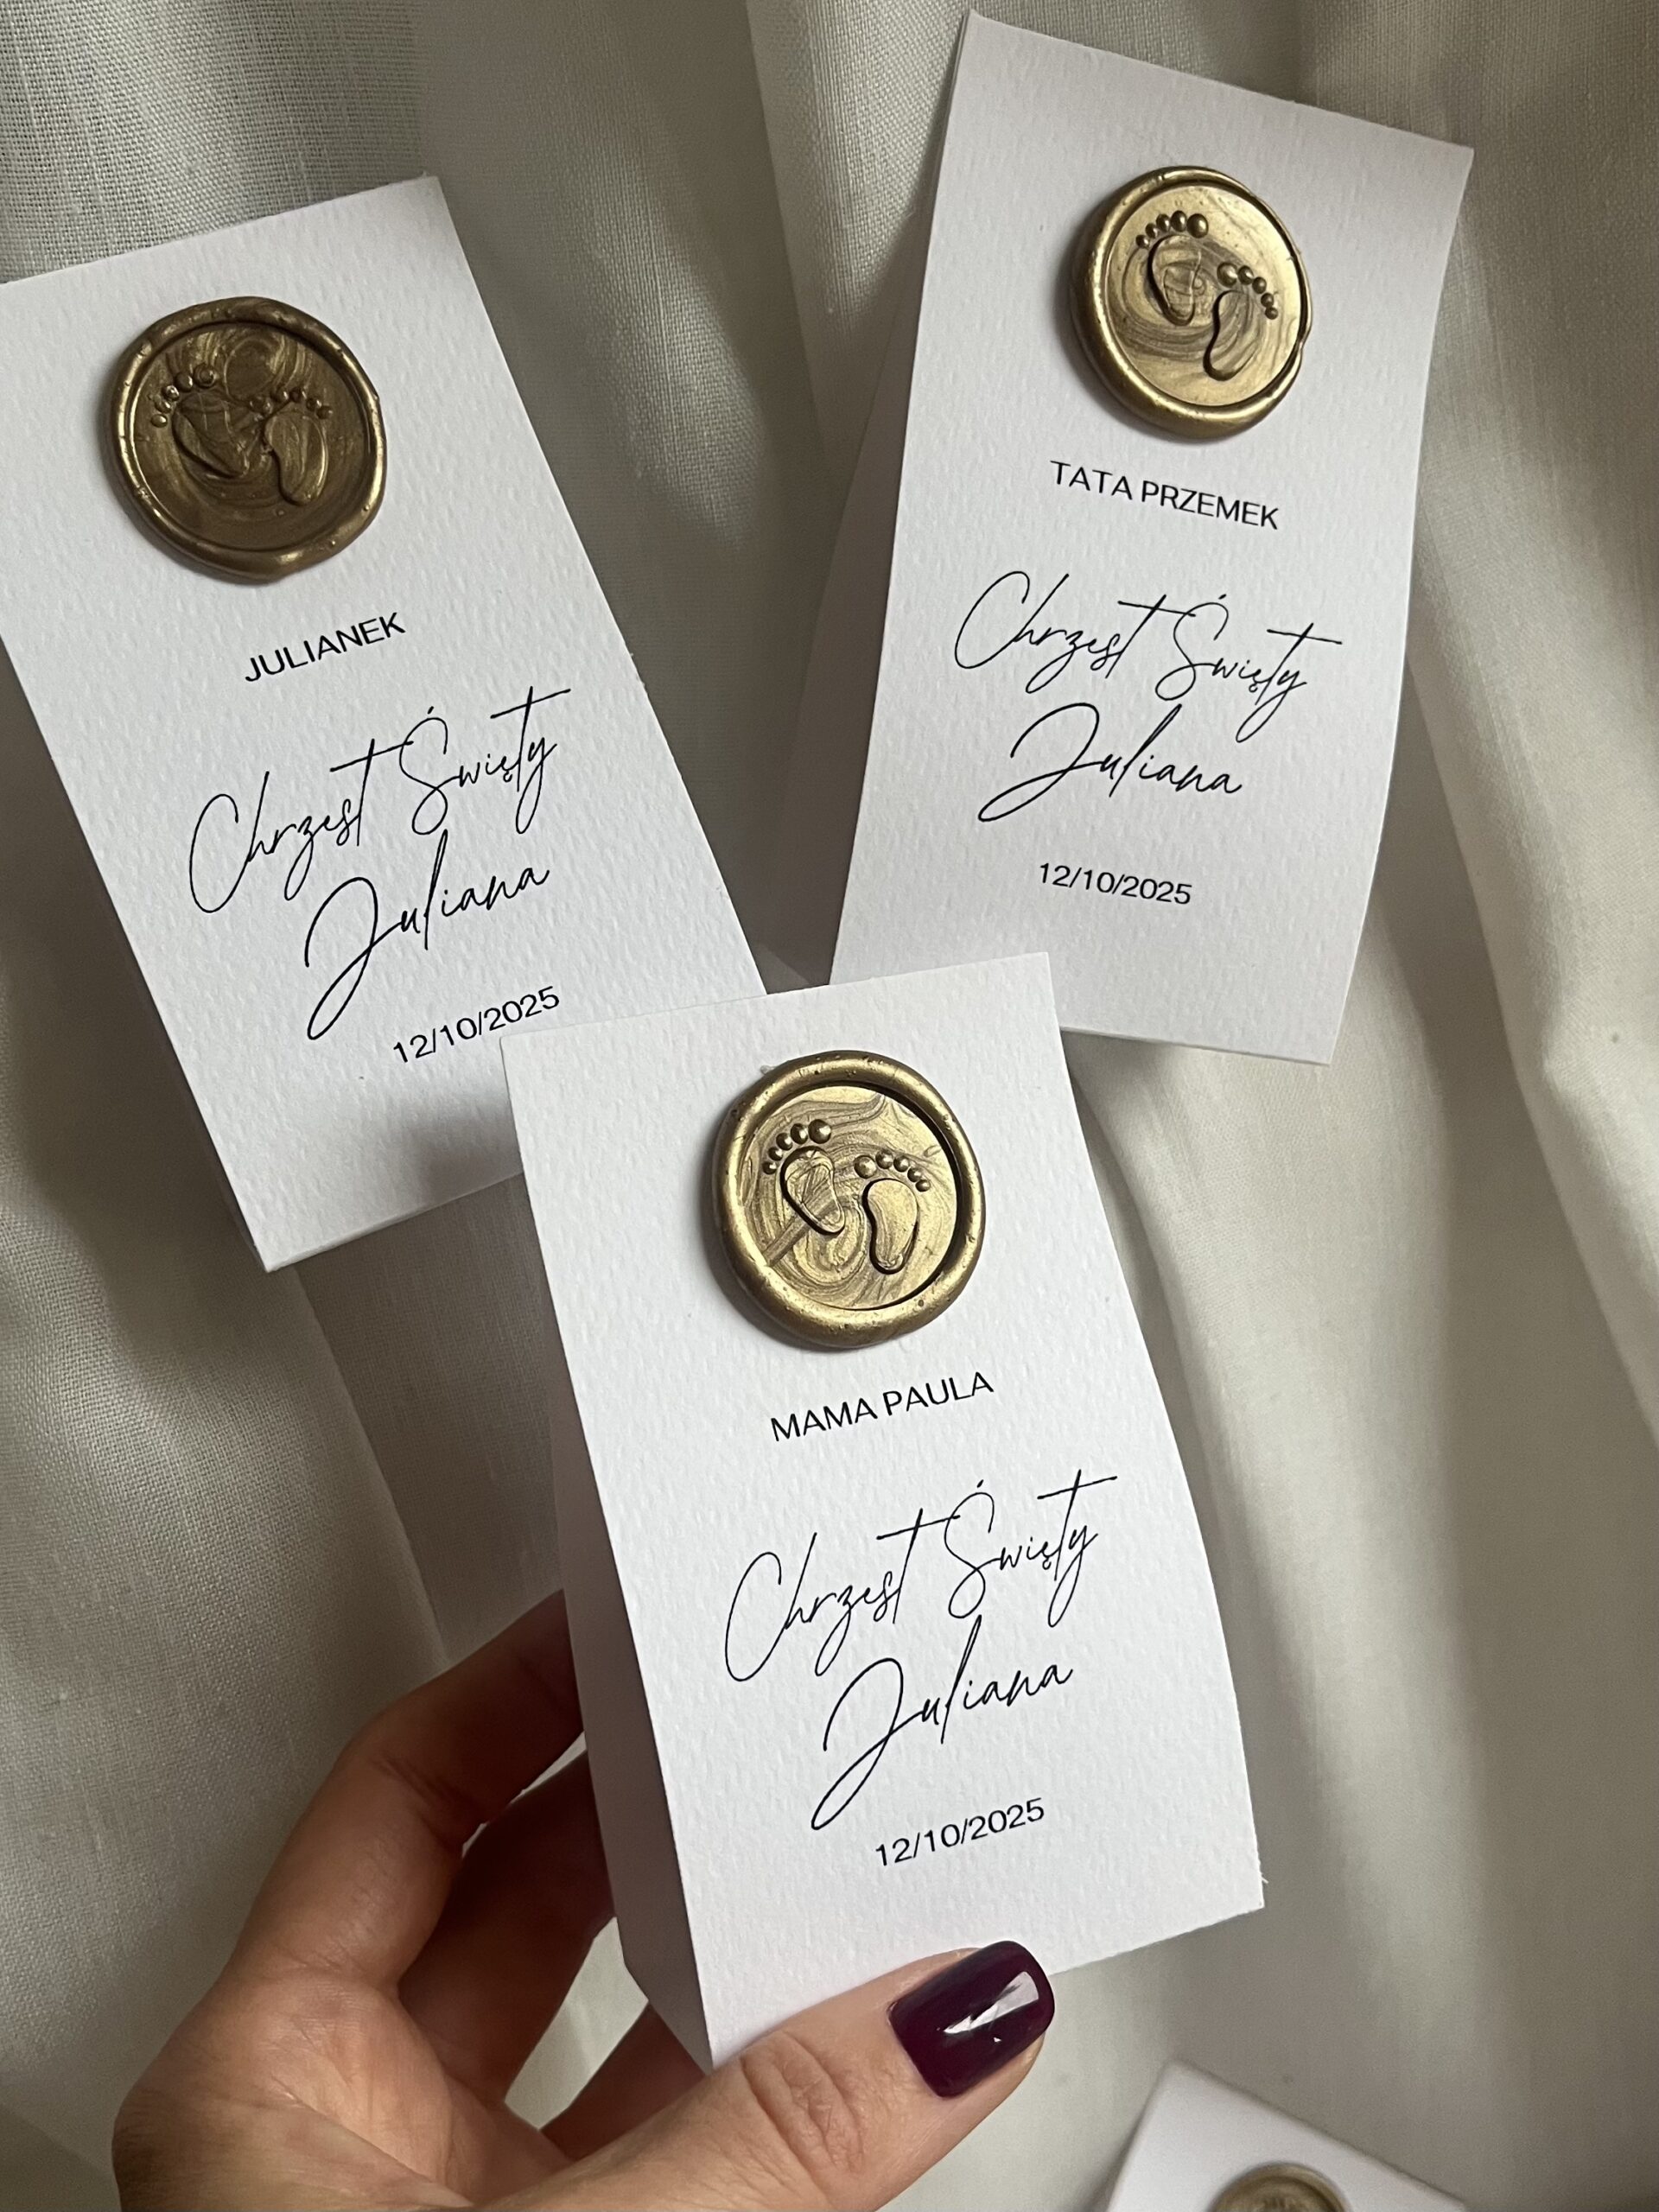 JULIANEK
Chrzest Święty
Juliana
12/10/2025
TATA PRZEMEK
Chrzest Święty
Juliana
12/10/2025
MAMA PAULA
Chrzest Święty
Juliana
12/10/2025